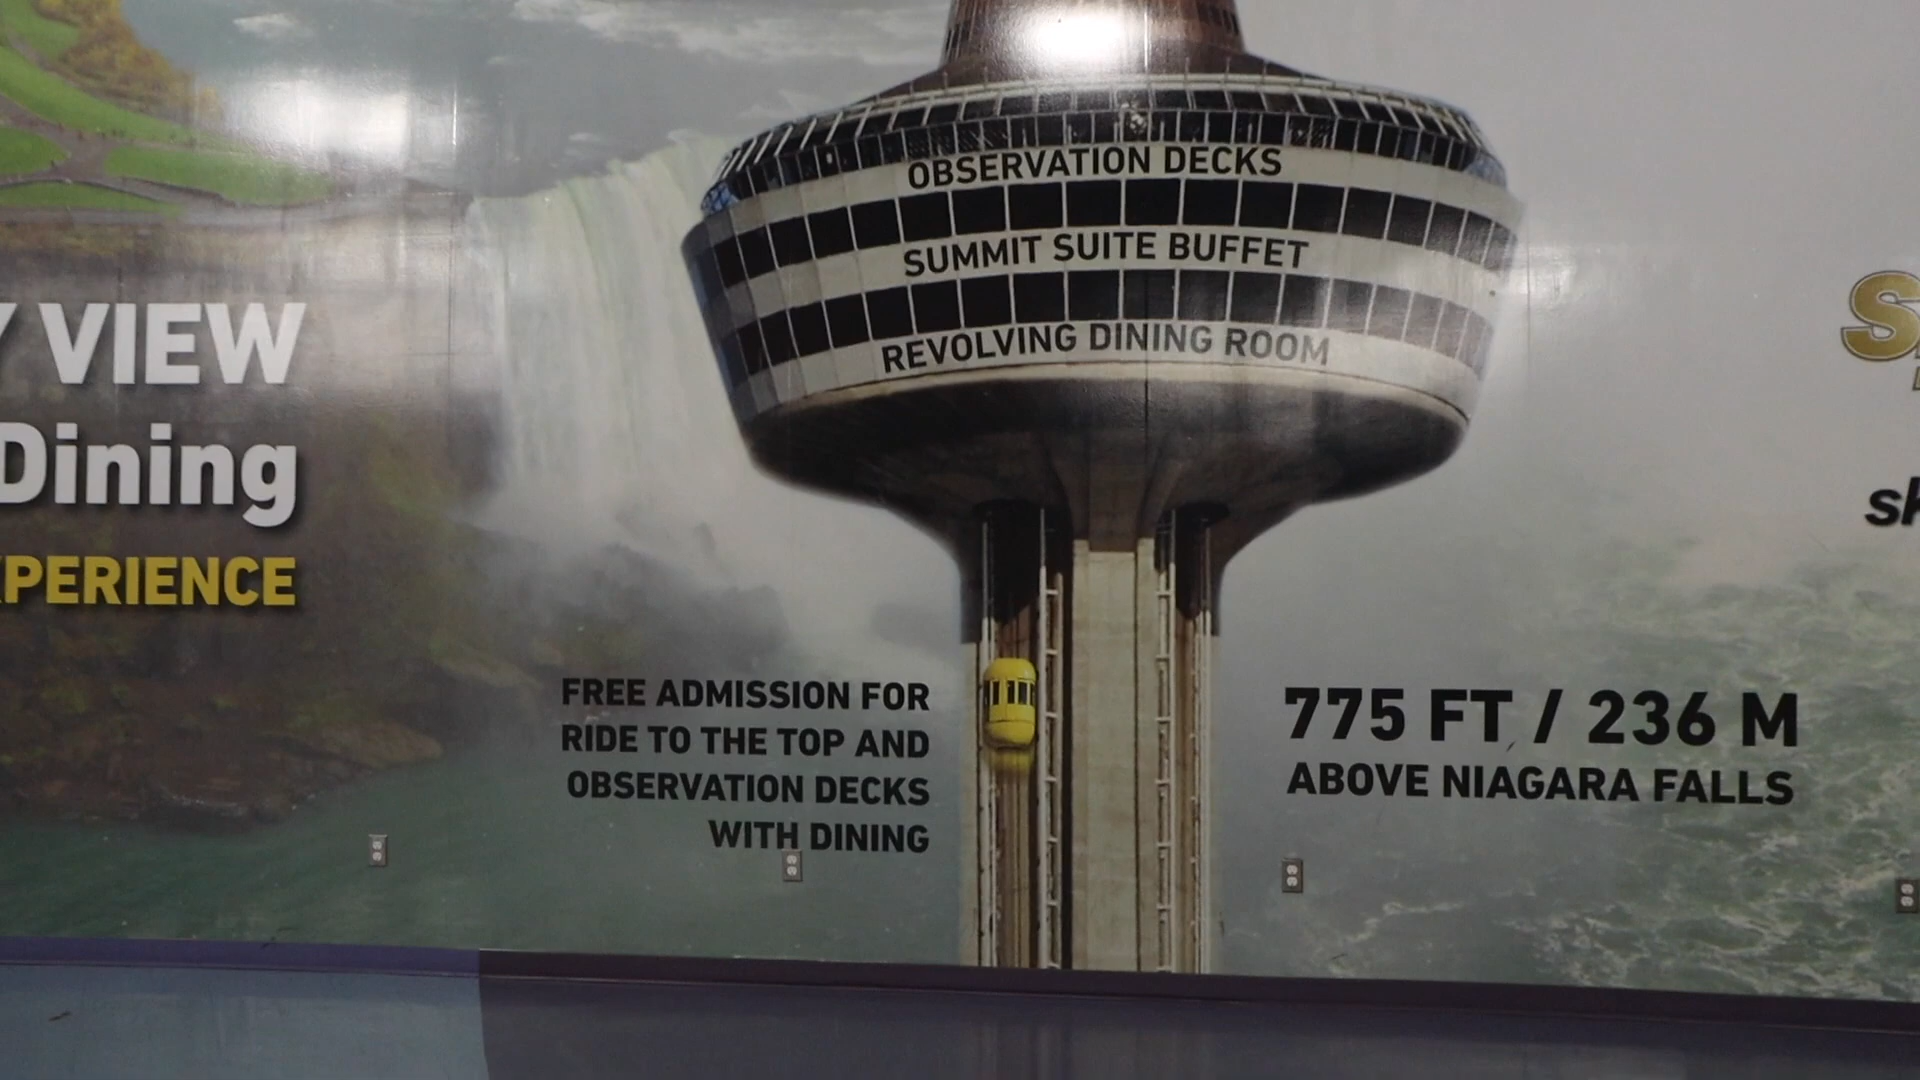 VIEW
Dining
OBSERVATION DECKS
SUMMIT SUITE BUFFET
REVOLVING DINING ROOM
FREE ADMISSION FOR
RIDE TO THE TOP AND
OBSERVATION DECKS
WITH DINING
775 FT / 236 M
ABOVE NIAGARA FALLS